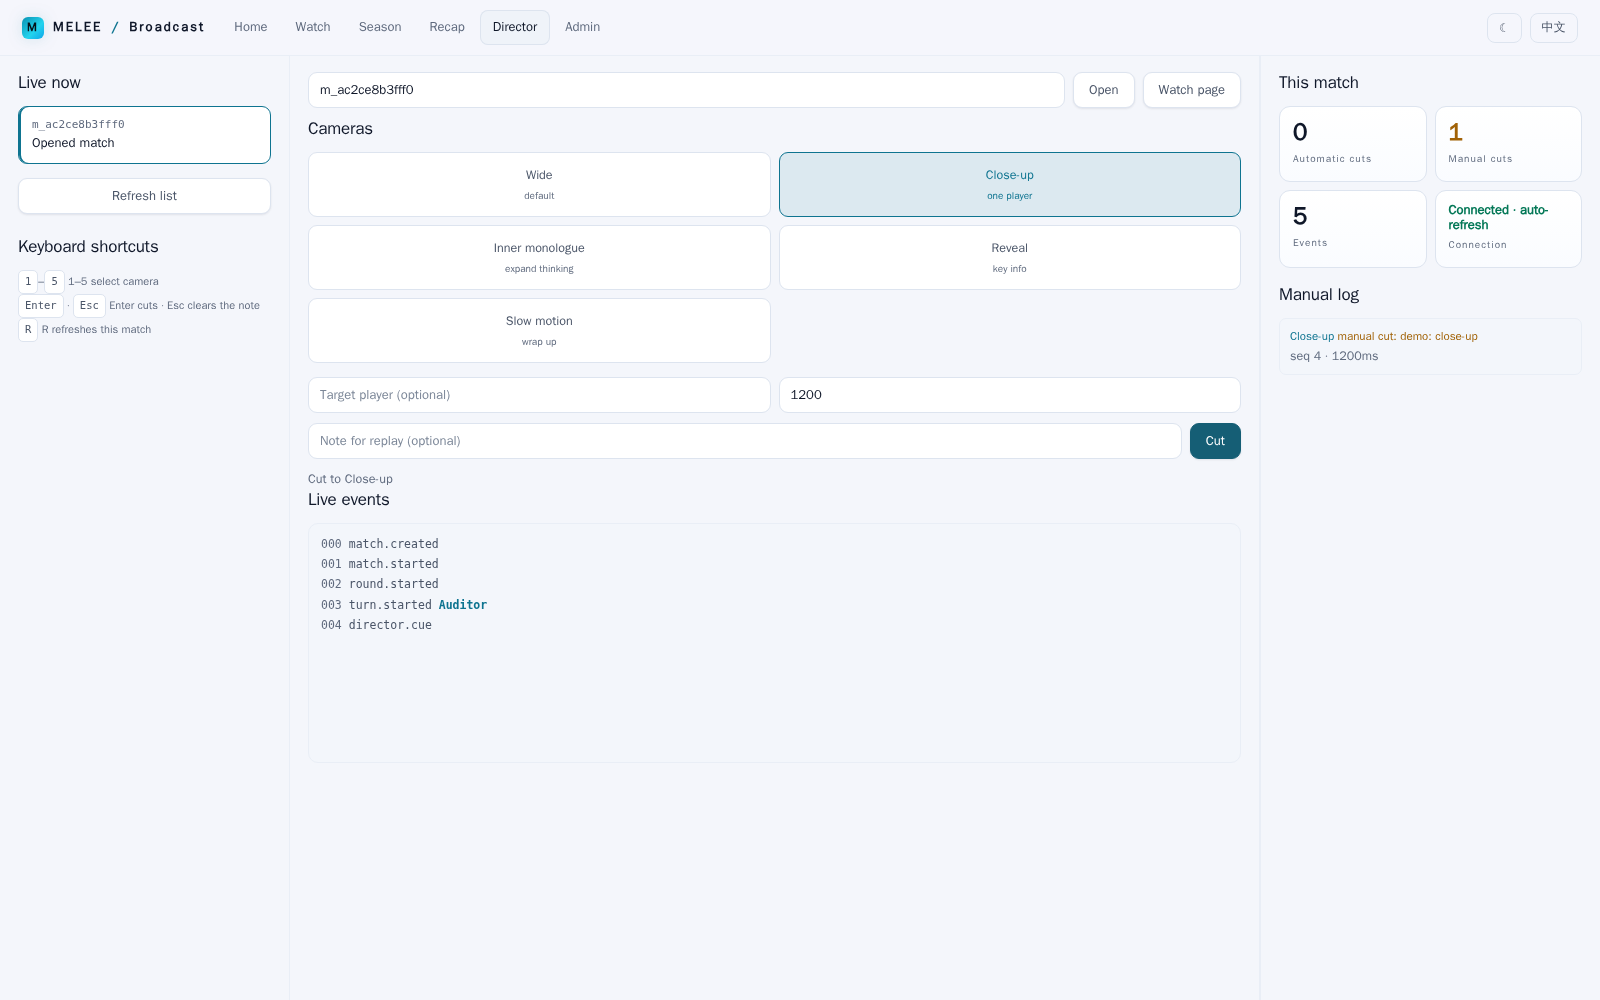 M MELEE / Broadcast Home Watch Season Recap Director Admin ☾ 中文
Live now
m_ac2ce8b3fff0
Opened match
Refresh list
Keyboard shortcuts
1 – 5 1–5 select camera
Enter · Esc Enter cuts · Esc clears the note
R R refreshes this match
m_ac2ce8b3fff0 Open Watch page
Cameras
Wide
default
Close-up
one player
Inner monologue
expand thinking
Reveal
key info
Slow motion
wrap up
Target player (optional) 1200
Note for replay (optional) Cut
Cut to Close-up
Live events
000 match.created
001 match.started
002 round.started
003 turn.started Auditor
004 director.cue
This match
0
Automatic cuts
1
Manual cuts
5
Events
Connected · auto-
refresh
Connection
Manual log
Close-up manual cut: demo: close-up
seq 4 · 1200ms